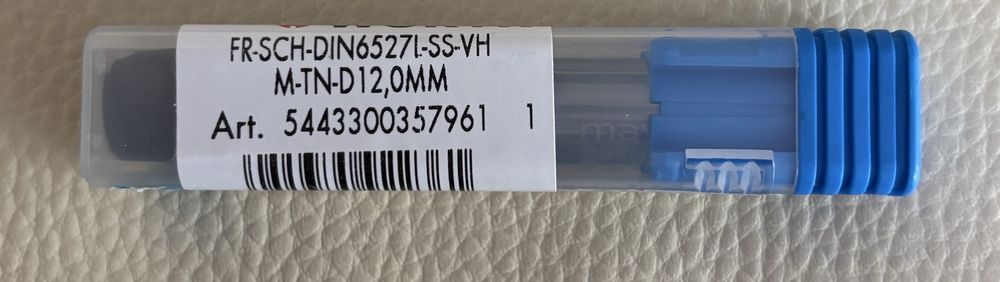 FR-SCH-DIN6527l-SS-VH
M-TN-D12,0MM
Art. 5443300357961 1